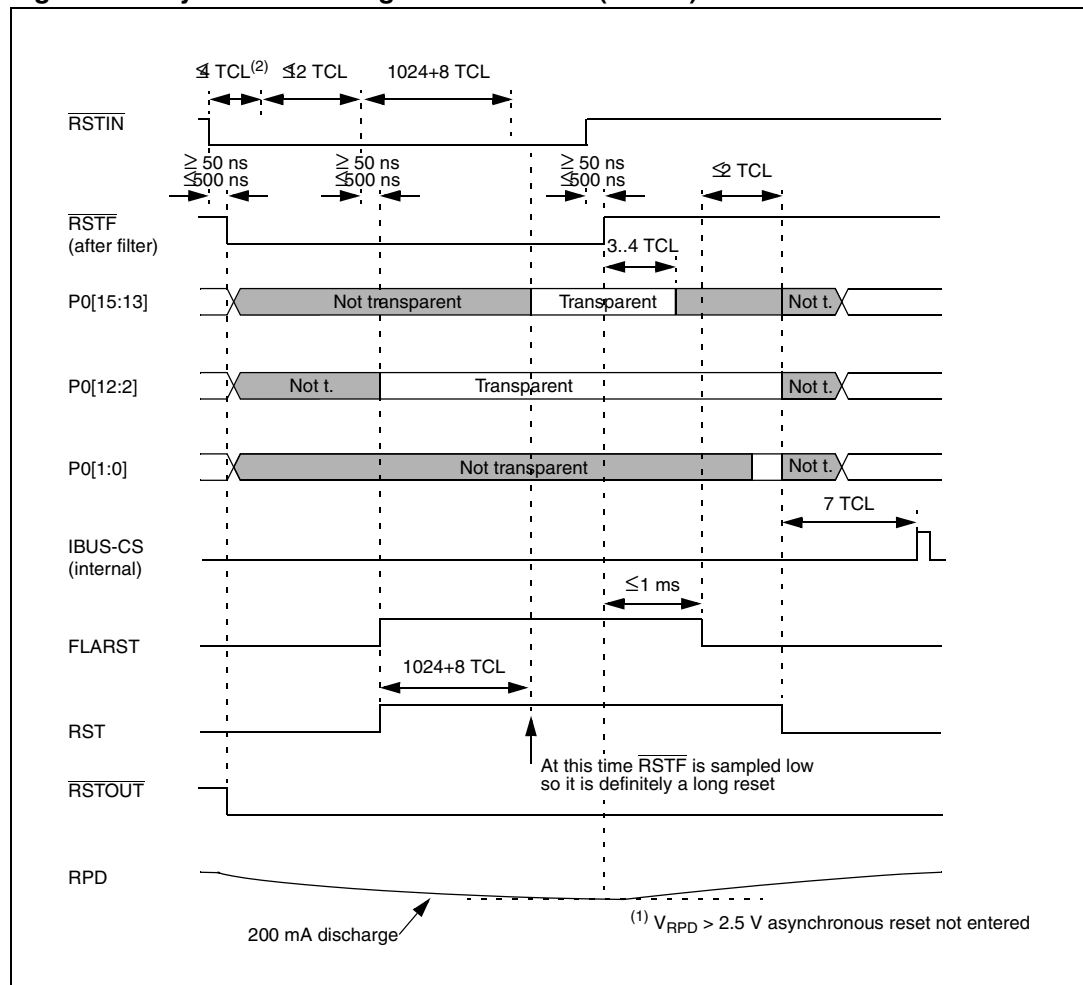 ≤4 TCL(2) ≤12 TCL 1024+8 TCL
RSTIN
≥ 50 ns ≥ 50 ns ≥ 50 ns
≤500 ns ≤500 ns ≤500 ns
≤2 TCL
RSTF
(after filter)
3..4 TCL
P0[15:13] Not transparent Transparent Not t.
P0[12:2] Not t. Transparent Not t.
P0[1:0] Not transparent Not t.
7 TCL
IBUS-CS
(internal)
≤1 ms
FLARST
1024+8 TCL
RST
At this time RSTF is sampled low
so it is definitely a long reset
RSTOUT
RPD
200 mA discharge
(1) VRPD > 2.5 V asynchronous reset not entered